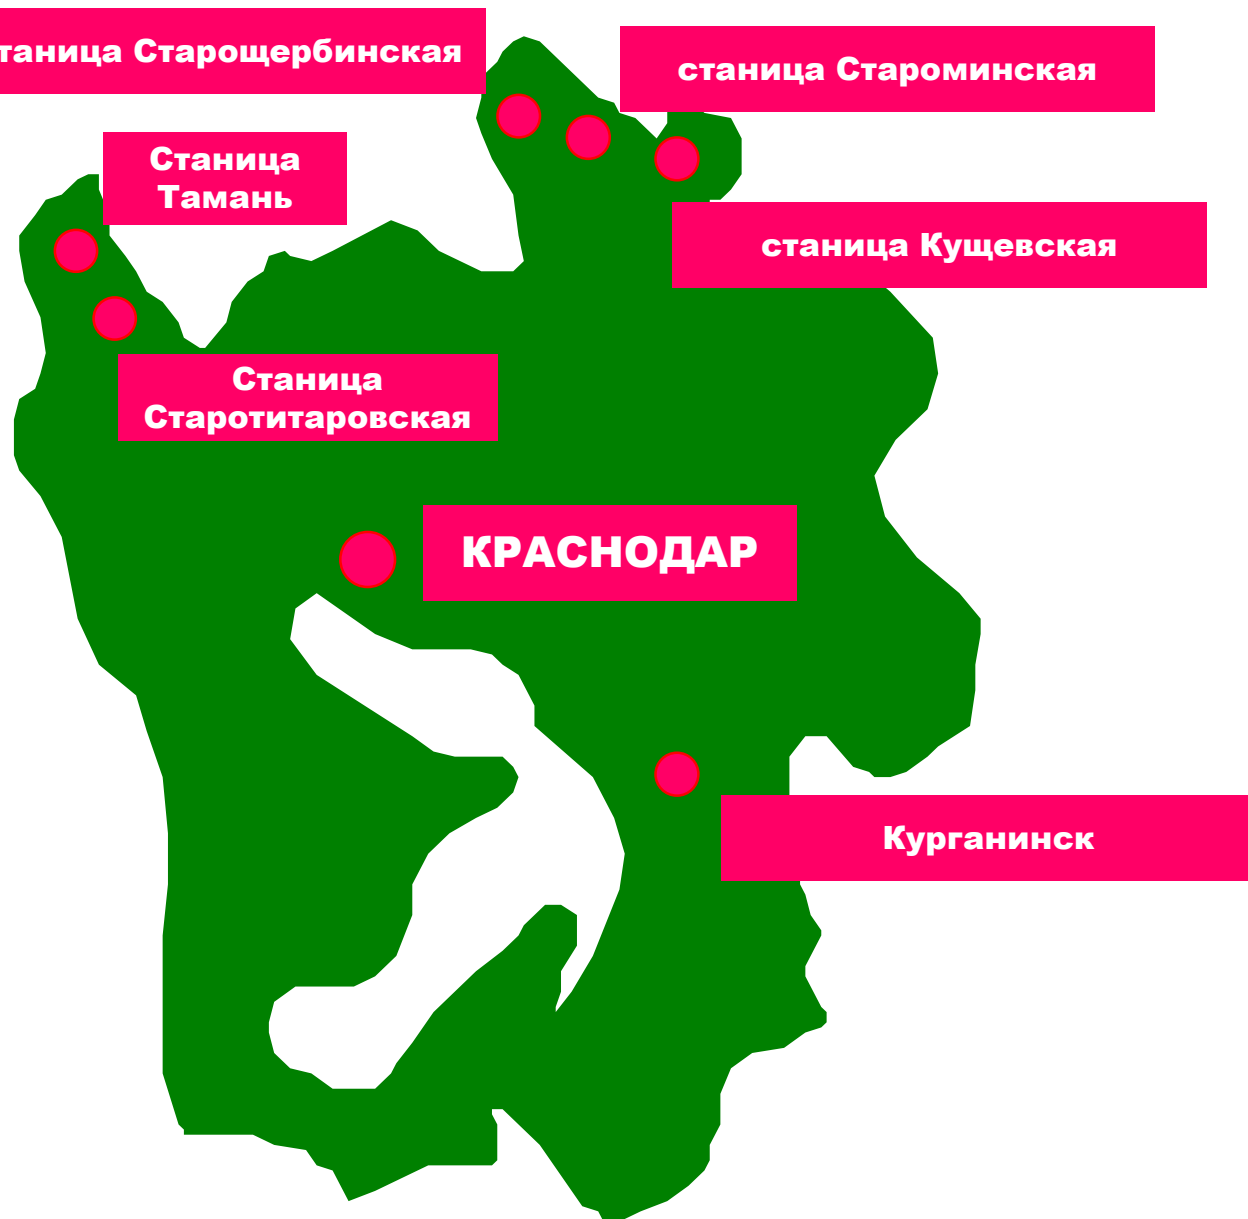 таница Старощербинская
станица Староминская
Станица
Тамань
станица Кущевская
Станица
Старотитаровская
КРАСНОДАР
Курганинск